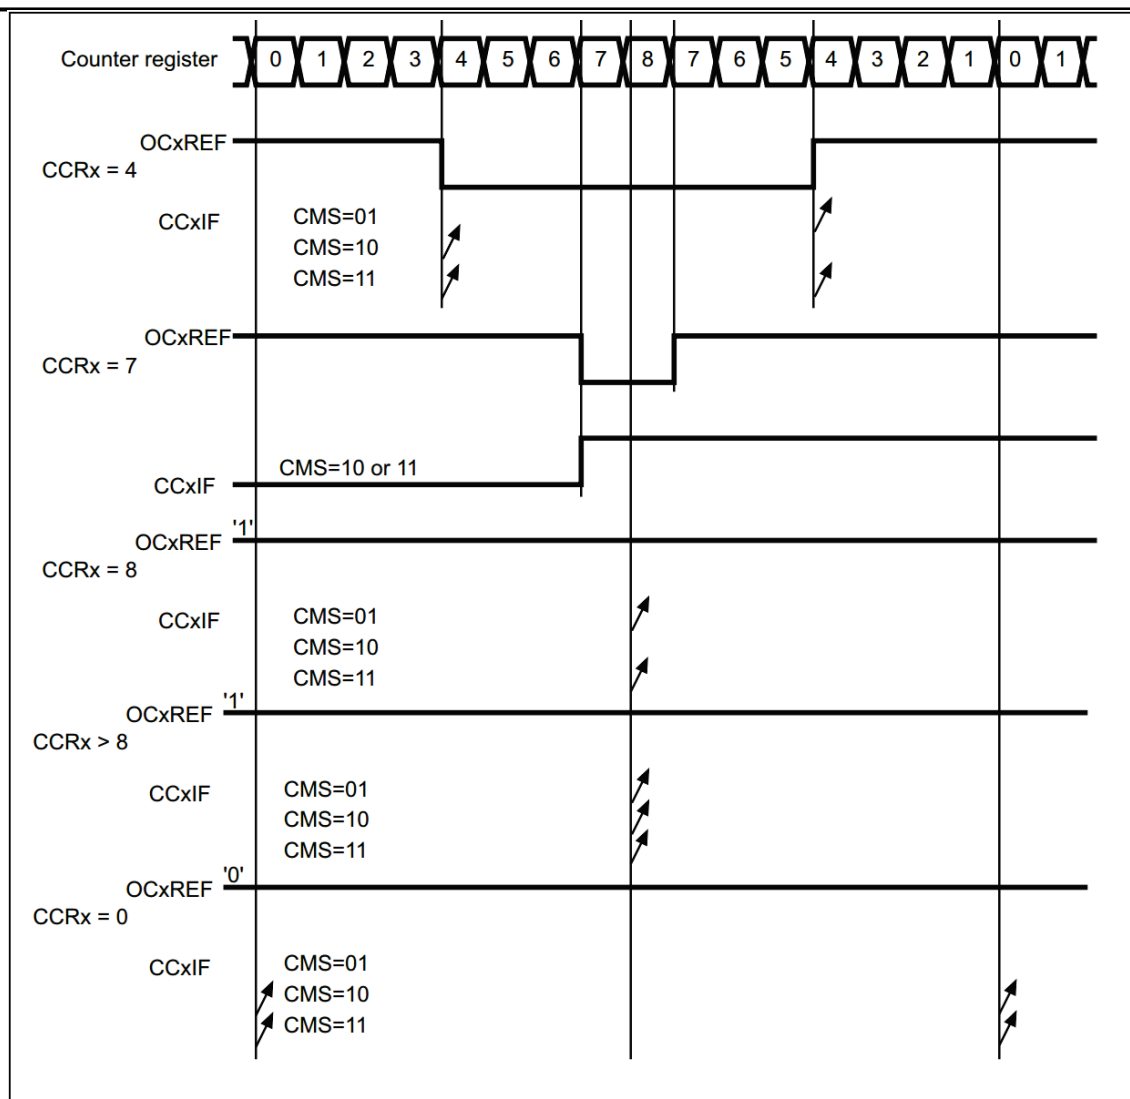 Counter register 0 1 2 3 4 5 6 7 8 7 6 5 4 3 2 1 0 1
OCxREF
CCRx = 4
CCxIF CMS=01
CMS=10
CMS=11
OCxREF
CCRx = 7
CMS=10 or 11
CCxIF
'1'
OCxREF
CCRx = 8
CCxIF CMS=01
CMS=10
CMS=11
'1'
OCxREF
CCRx > 8
CCxIF CMS=01
CMS=10
CMS=11
'0'
OCxREF
CCRx = 0
CCxIF CMS=01
CMS=10
CMS=11